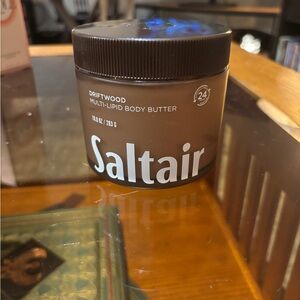 DRIFTWOOD
MULTI-LIPID BODY BUTTER
24
10.0 OZ / 283 G
Saltair